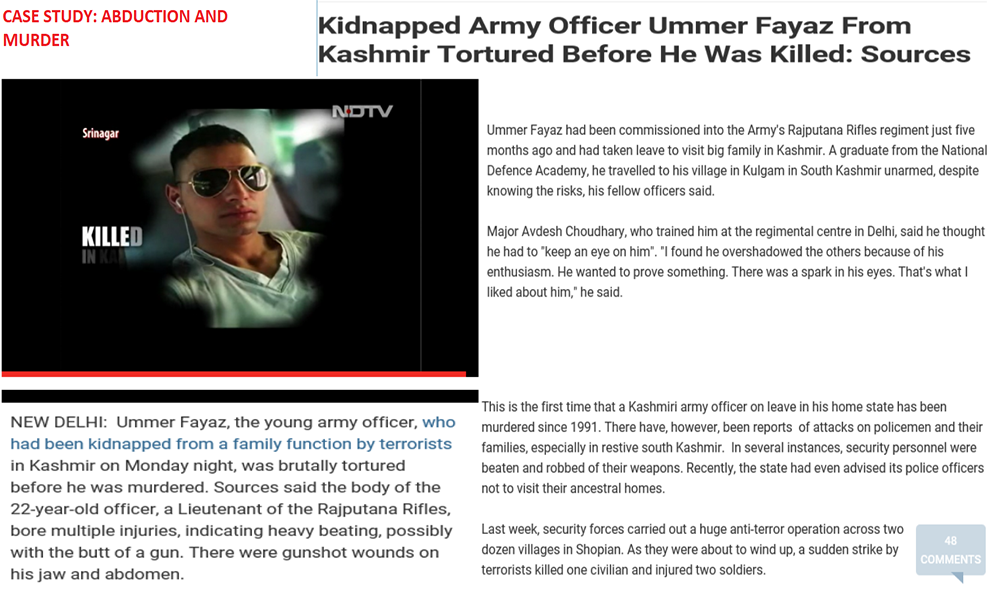 CASE STUDY: ABDUCTION AND
MURDER
Kidnapped Army Officer Ummer Fayaz From
Kashmir Tortured Before He Was Killed: Sources
NDTV
Srinagar
KILLED
IN KA
Ummer Fayaz had been commissioned into the Army's Rajputana Rifles regiment just five
months ago and had taken leave to visit big family in Kashmir. A graduate from the National
Defence Academy, he travelled to his village in Kulgam in South Kashmir unarmed, despite
knowing the risks, his fellow officers said.
Major Avdesh Choudhary, who trained him at the regimental centre in Delhi, said he thought
he had to "keep an eye on him". "I found he overshadowed the others because of his
enthusiasm. He wanted to prove something. There was a spark in his eyes. That's what I
liked about him," he said.
NEW DELHI: Ummer Fayaz, the young army officer, who
had been kidnapped from a family function by terrorists
in Kashmir on Monday night, was brutally tortured
before he was murdered. Sources said the body of the
22-year-old officer, a Lieutenant of the Rajputana Rifles,
bore multiple injuries, indicating heavy beating, possibly
with the butt of a gun. There were gunshot wounds on
his jaw and abdomen.
This is the first time that a Kashmiri army officer on leave in his home state has been
murdered since 1991. There have, however, been reports of attacks on policemen and their
families, especially in restive south Kashmir. In several instances, security personnel were
beaten and robbed of their weapons. Recently, the state had even advised its police officers
not to visit their ancestral homes.
Last week, security forces carried out a huge anti-terror operation across two
dozen villages in Shopian. As they were about to wind up, a sudden strike by
terrorists killed one civilian and injured two soldiers.
48
COMMENTS